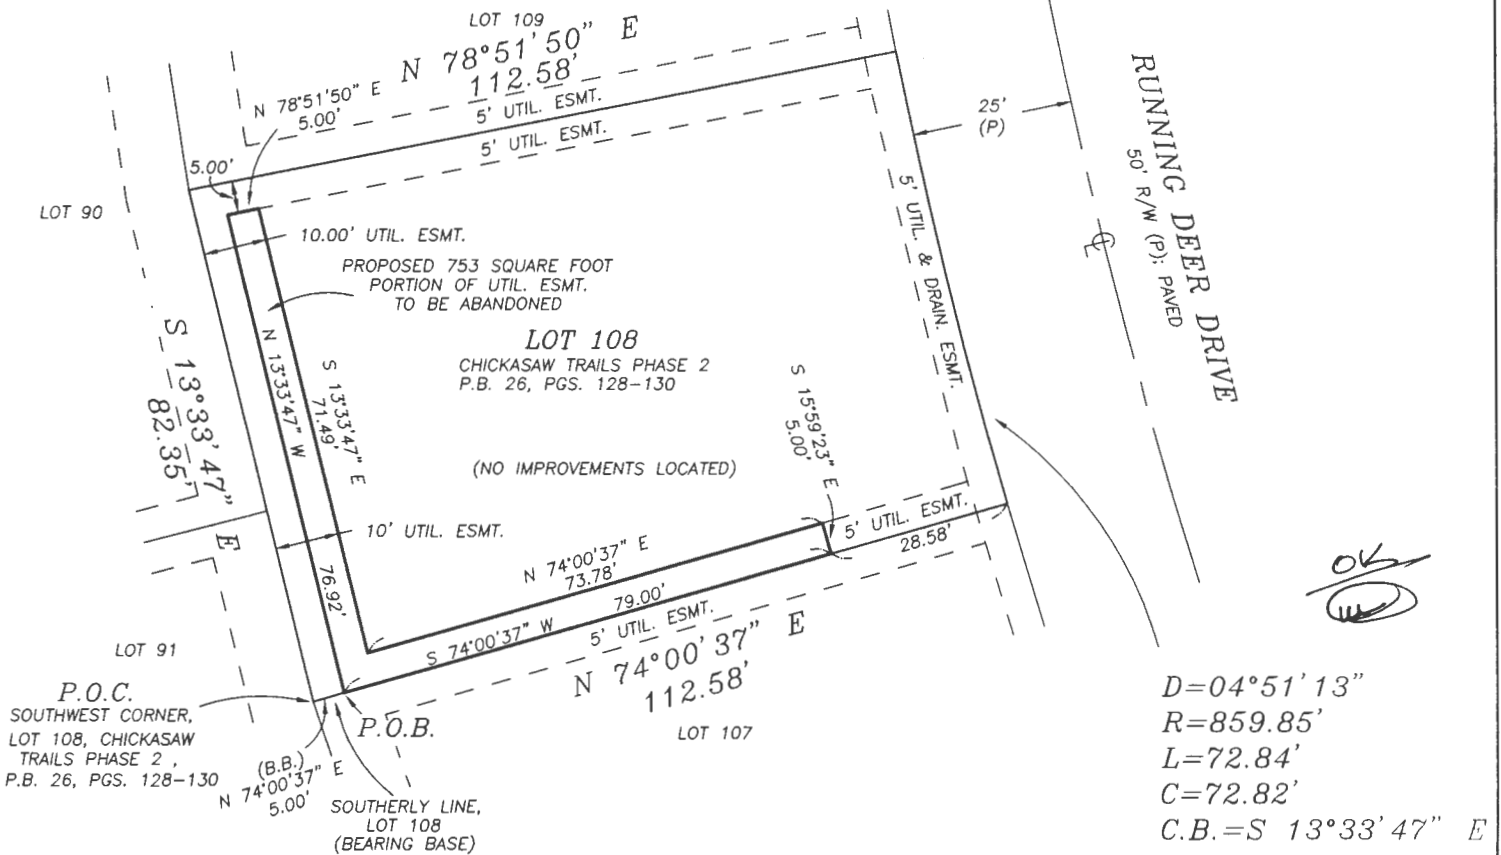 LOT 109
N 78°51'50" E
112.58'
N 78°51'50" E
5.00'
5' UTIL. ESMT.
5' UTIL. ESMT.
5.00'
25'
(P)
RUNNING DEER DRIVE
50' R/W (P); PAVED
LOT 90
10.00' UTIL. ESMT.
PROPOSED 753 SQUARE FOOT
PORTION OF UTIL. ESMT.
TO BE ABANDONED
5' UTIL. & DRAIN. ESMT.
LOT 108
CHICKASAW TRAILS PHASE 2
P.B. 26, PGS. 128-130
S 13°33'47" E
82.35'
N 13°33'47" W
76.92'
S 13°33'47" E
71.49'
S 15°59'23" E
5.00'
(NO IMPROVEMENTS LOCATED)
10' UTIL. ESMT.
5' UTIL. ESMT.
28.58'
N 74°00'37" E
73.78'
79.00'
S 74°00'37" W
5' UTIL. ESMT.
N 74°00'37" E
112.58'
OK
LOT 91
P.O.C.
SOUTHWEST CORNER,
LOT 108, CHICKASAW
TRAILS PHASE 2 ,
P.B. 26, PGS. 128-130
P.O.B.
LOT 107
(B.B.)
N 74°00'37" E
5.00'
SOUTHERLY LINE,
LOT 108
(BEARING BASE)
D=04°51'13"
R=859.85'
L=72.84'
C=72.82'
C.B.=S 13°33'47" E